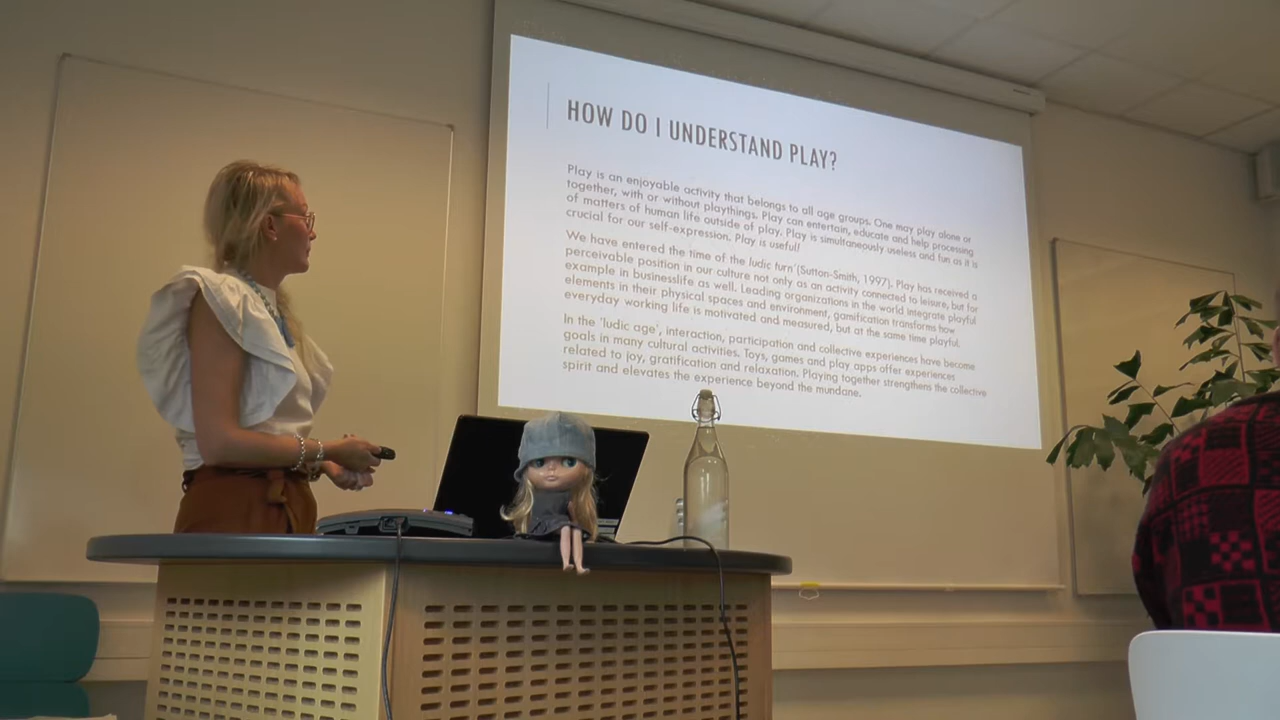 HOW DO I UNDERSTAND PLAY?
Play is an enjoyable activity that belongs to all age groups. One may play alone or
together, with or without playthings. Play can entertain, educate and help processing
of matters of human life outside of play. Play is simultaneously useless and fun as it is
crucial for our self-expression. Play is useful!
We have entered the time of the ludic turn'(Sutton-Smith, 1997). Play has received a
perceivable position in our culture not only as an activity connected to leisure, but for
example in businesslife as well. Leading organizations in the world integrate playful
elements in their physical spaces and environment, gamification transforms how
everyday working life is motivated and measured, but at the same time playful.
In the 'ludic age', interaction, participation and collective experiences have become
goals in many cultural activities. Toys, games and play apps offer experiences
related to joy, gratification and relaxation. Playing together strengthens the collective
spirit and elevates the experience beyond the mundane.